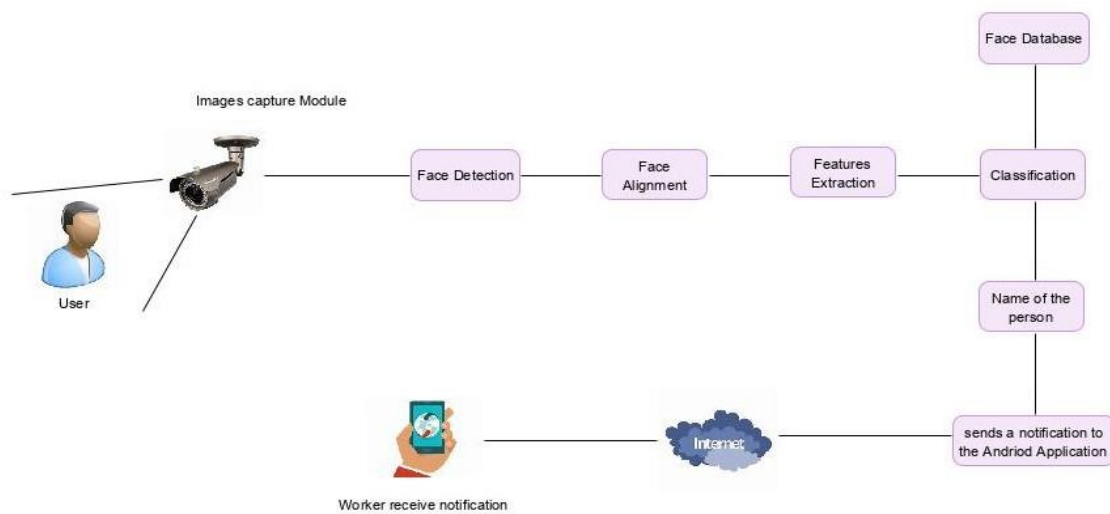 Face Database
Images capture Module
Face Detection
Face
Alignment
Features
Extraction
Classification
User
Name of the
person
Internet
sends a notification to
the Andriod Application
Worker receive notification